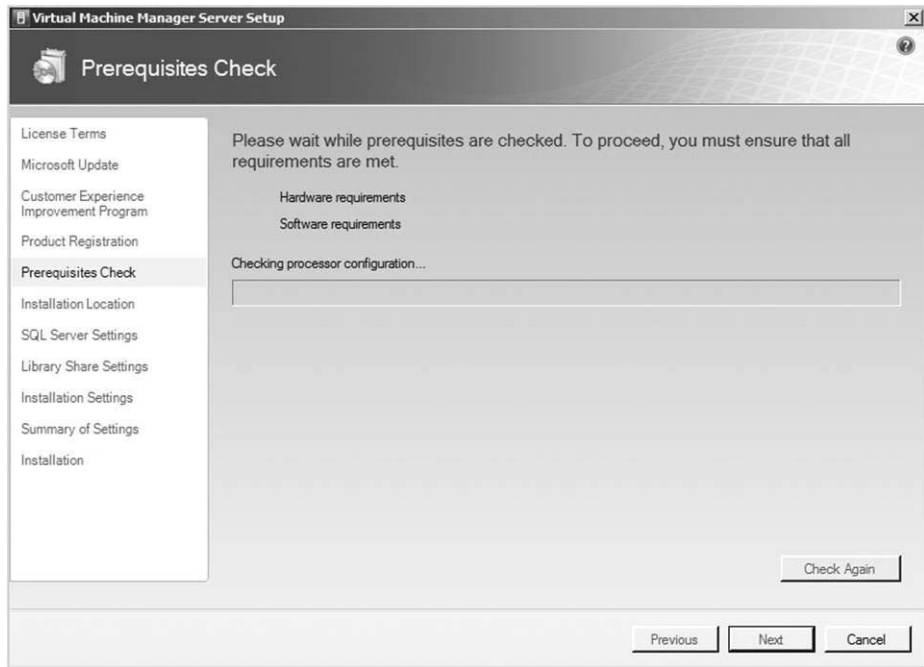 Virtual Machine Manager Server Setup
Prerequisites Check
License Terms
Microsoft Update
Customer Experience
Improvement Program
Product Registration
Prerequisites Check
Installation Location
SQL Server Settings
Library Share Settings
Installation Settings
Summary of Settings
Installation
Please wait while prerequisites are checked. To proceed, you must ensure that all
requirements are met.
Hardware requirements
Software requirements
Checking processor configuration...
Check Again
Previous
Next
Cancel